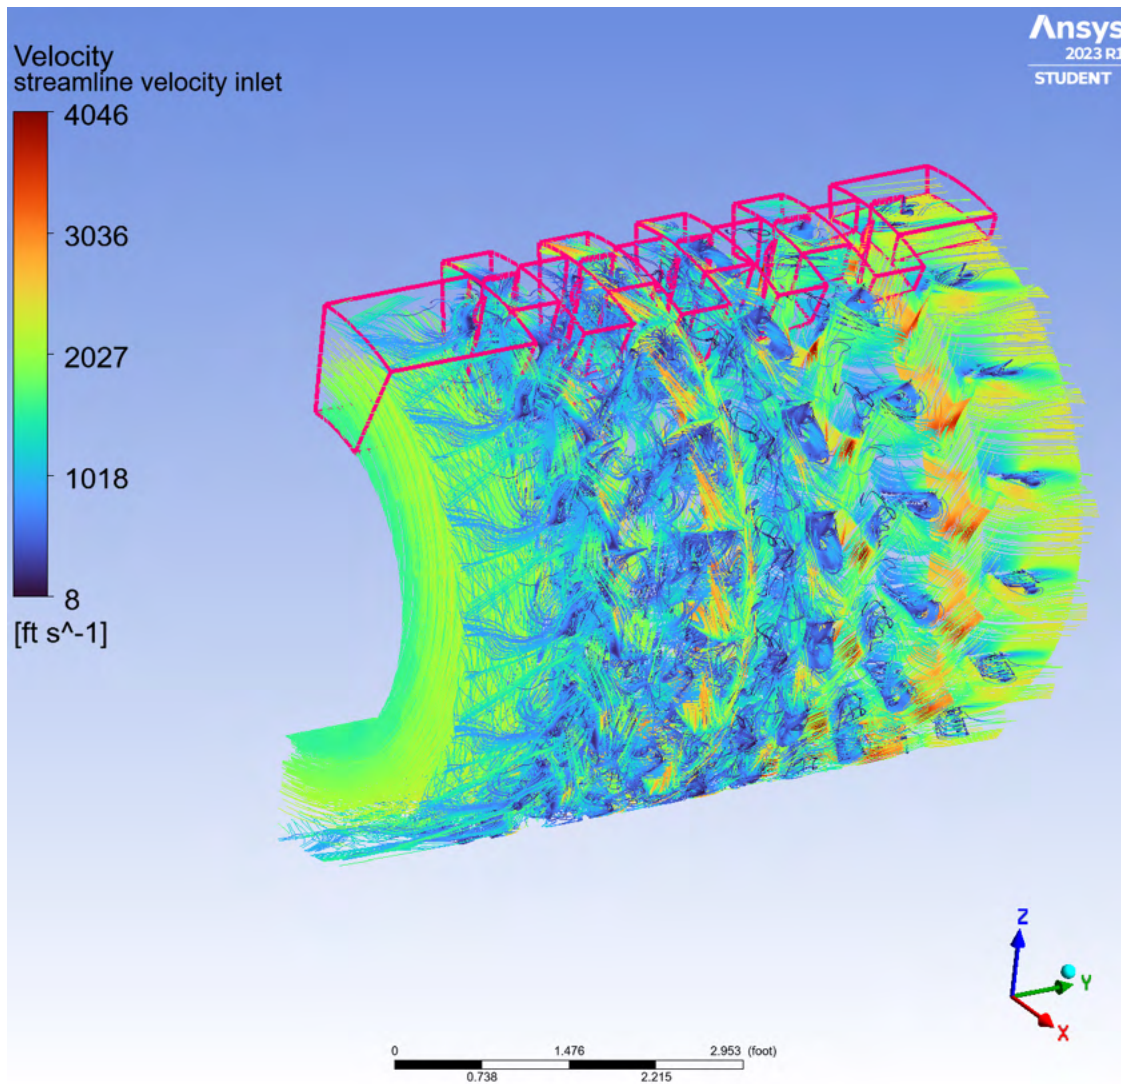 Velocity
streamline velocity inlet
4046
3036
2027
1018
8
[ft s^-1]
Ansys
2023 R1
STUDENT
Z
Y
X
0 1.476 2.953 (foot)
0.738 2.215